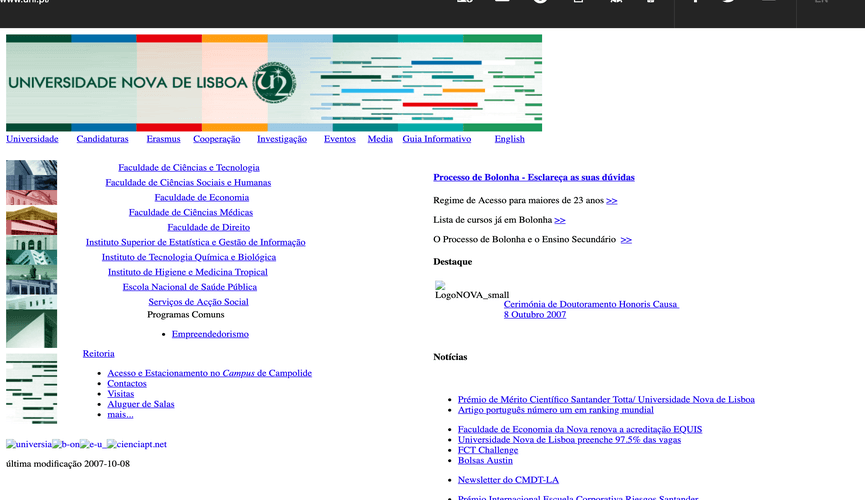 UNIVERSIDADE NOVA DE LISBOA
Universidade Candidaturas Erasmus Cooperação Investigação Eventos Media Guia Informativo English
Faculdade de Ciências e Tecnologia
Faculdade de Ciências Sociais e Humanas
Faculdade de Economia
Faculdade de Ciências Médicas
Faculdade de Direito
Instituto Superior de Estatística e Gestão de Informação
Instituto de Tecnologia Química e Biológica
Instituto de Higiene e Medicina Tropical
Escola Nacional de Saúde Pública
Serviços de Acção Social
Programas Comuns
Empreendedorismo
Reitoria
Acesso e Estacionamento no Campus de Campolide
Contactos
Visitas
Aluguer de Salas
mais...
universia b-on e-u_ cienciapt.net
última modificação 2007-10-08
Processo de Bolonha - Esclareça as suas dúvidas
Regime de Acesso para maiores de 23 anos >>
Lista de cursos já em Bolonha >>
O Processo de Bolonha e o Ensino Secundário >>
Destaque
LogoNOVA_small
Cerimónia de Doutoramento Honoris Causa
8 Outubro 2007
Notícias
Prémio de Mérito Científico Santander Totta/ Universidade Nova de Lisboa
Artigo português número um em ranking mundial
Faculdade de Economia da Nova renova a acreditação EQUIS
Universidade Nova de Lisboa preenche 97.5% das vagas
FCT Challenge
Bolsas Austin
Newsletter do CMDT-LA
Prémio Internacional Escuela Corporativa Riesgos Santander